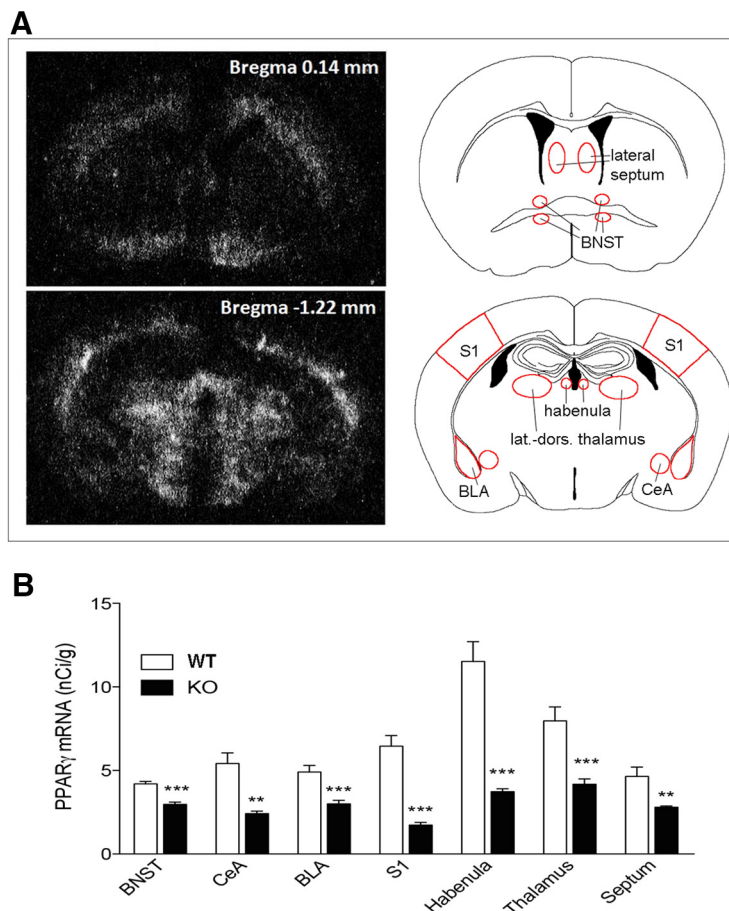 A
Bregma 0.14 mm
lateral
septum
BNST
Bregma -1.22 mm
S1
S1
habenula
lat.-dors. thalamus
BLA
CeA
B
PPARγ mRNA (nCi/g)
15
10
5
0
WT
KO
***
**
***
***
***
***
**
BNST
CeA
BLA
S1
Habenula
Thalamus
Septum